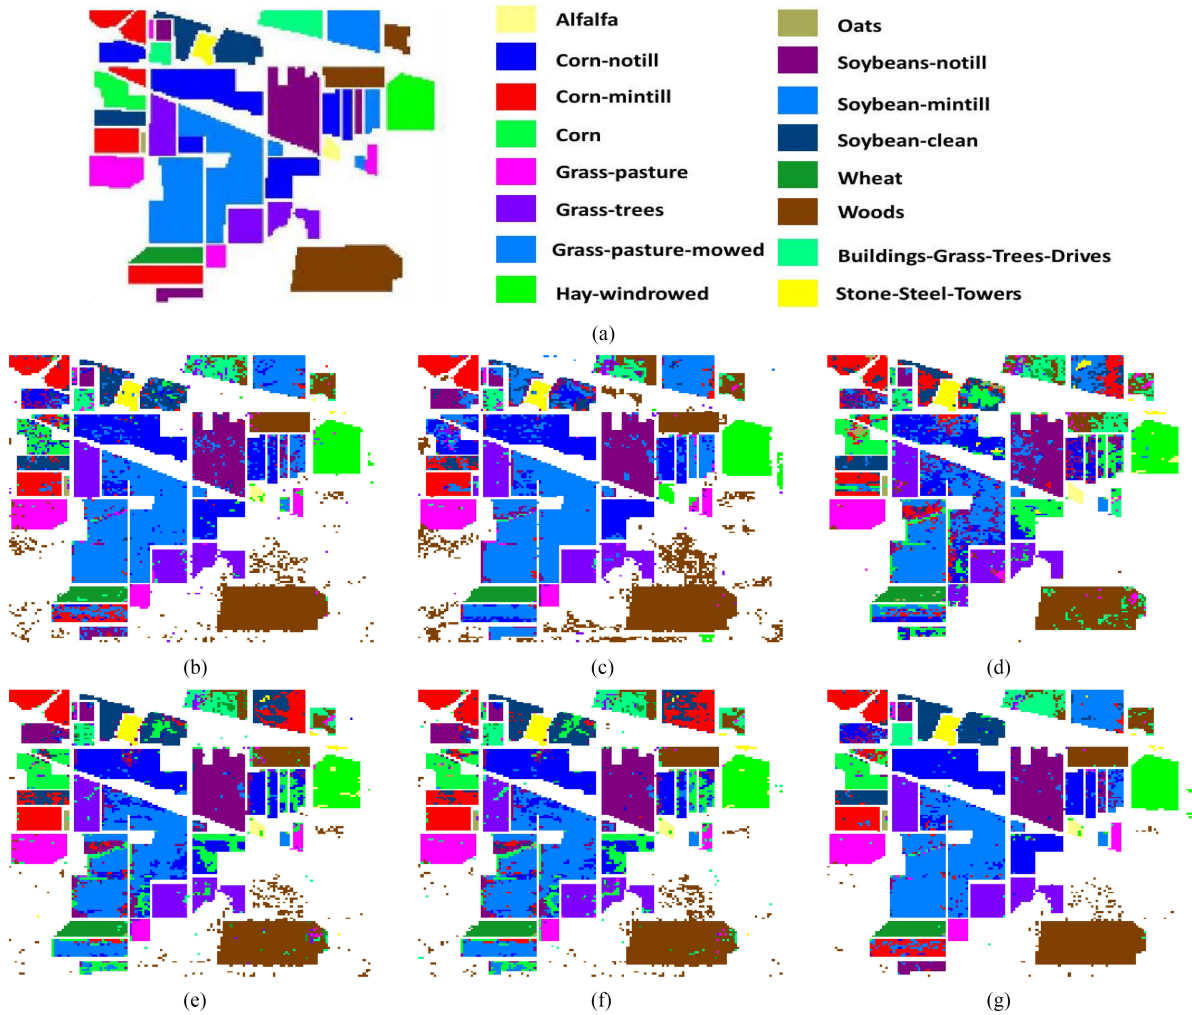 Alfalfa
Corn-notill
Corn-mintill
Corn
Grass-pasture
Grass-trees
Grass-pasture-mowed
Hay-windrowed
Oats
Soybeans-notill
Soybean-mintill
Soybean-clean
Wheat
Woods
Buildings-Grass-Trees-Drives
Stone-Steel-Towers
(a)
(b)
(c)
(d)
(e)
(f)
(g)